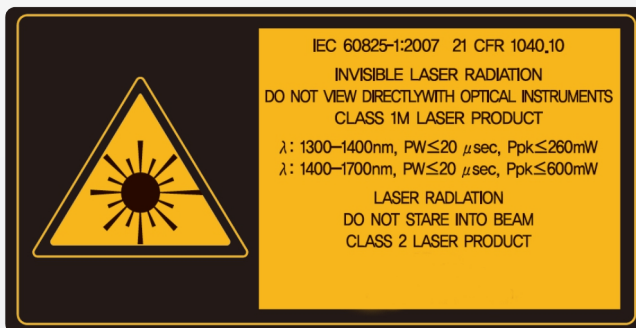 IEC 60825-1:2007 21 CFR 1040.10
INVISIBLE LASER RADIATION
DO NOT VIEW DIRECTLYWITH OPTICAL INSTRUMENTS
CLASS 1M LASER PRODUCT
λ: 1300-1400nm, PW≤20 μsec, Ppk≤260mW
λ: 1400-1700nm, PW≤20 μsec, Ppk≤600mW
LASER RADLATION
DO NOT STARE INTO BEAM
CLASS 2 LASER PRODUCT